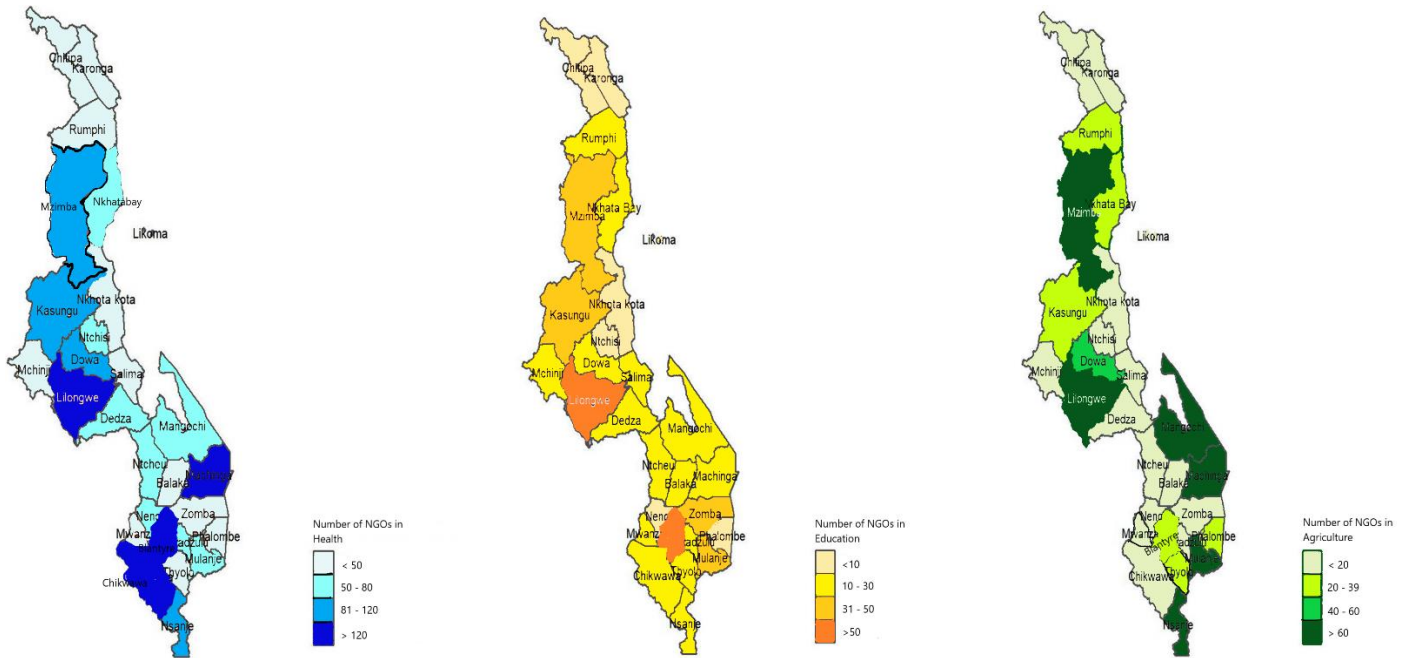 Chitipa
Karonga
Rumphi
Mzimba
Nkhatabay
Likoma
Nkhota kota
Kasungu
Ntchisi
Dowa
Mchinji
Salima
Lilongwe
Dedza
Mangochi
Ntcheu
Balaka
Machinga
Zomba
Mwanza
Blantyre
Phalombe
Mulanje
Thyolo
Chikwawa
Nsanje
Number of NGOs in
Health
< 50
50 - 80
81 - 120
> 120
Chitipa
Karonga
Rumphi
Mzimba
Nkhata Bay
Likoma
Nkhota kota
Kasungu
Ntchisi
Dowa
Mchinji
Salima
Lilongwe
Dedza
Mangochi
Ntcheu
Balaka
Machinga
Zomba
Mwanza
Phalombe
Mulanje
Thyolo
Chikwawa
Nsanje
Number of NGOs in
Education
<10
10 - 30
31 - 50
>50
Chitipa
Karonga
Rumphi
Mzimba
Nkhata Bay
Likoma
Nkhota kota
Kasungu
Ntchisi
Dowa
Mchinji
Salima
Lilongwe
Dedza
Mangochi
Ntcheu
Balaka
Machinga
Zomba
Mwanza
Blantyre
Phalombe
Mulanje
Thyolo
Chikwawa
Nsanje
Number of NGOs in
Agriculture
< 20
20 - 39
40 - 60
> 60